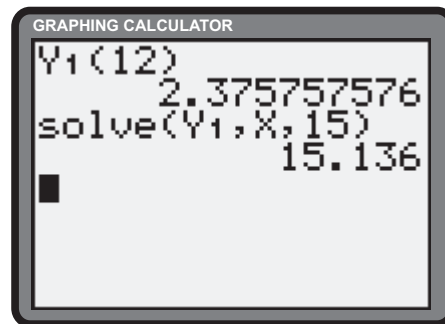 GRAPHING CALCULATOR
Y₁(12)
2.375757576
solve(Y₁,X,15)
15.136